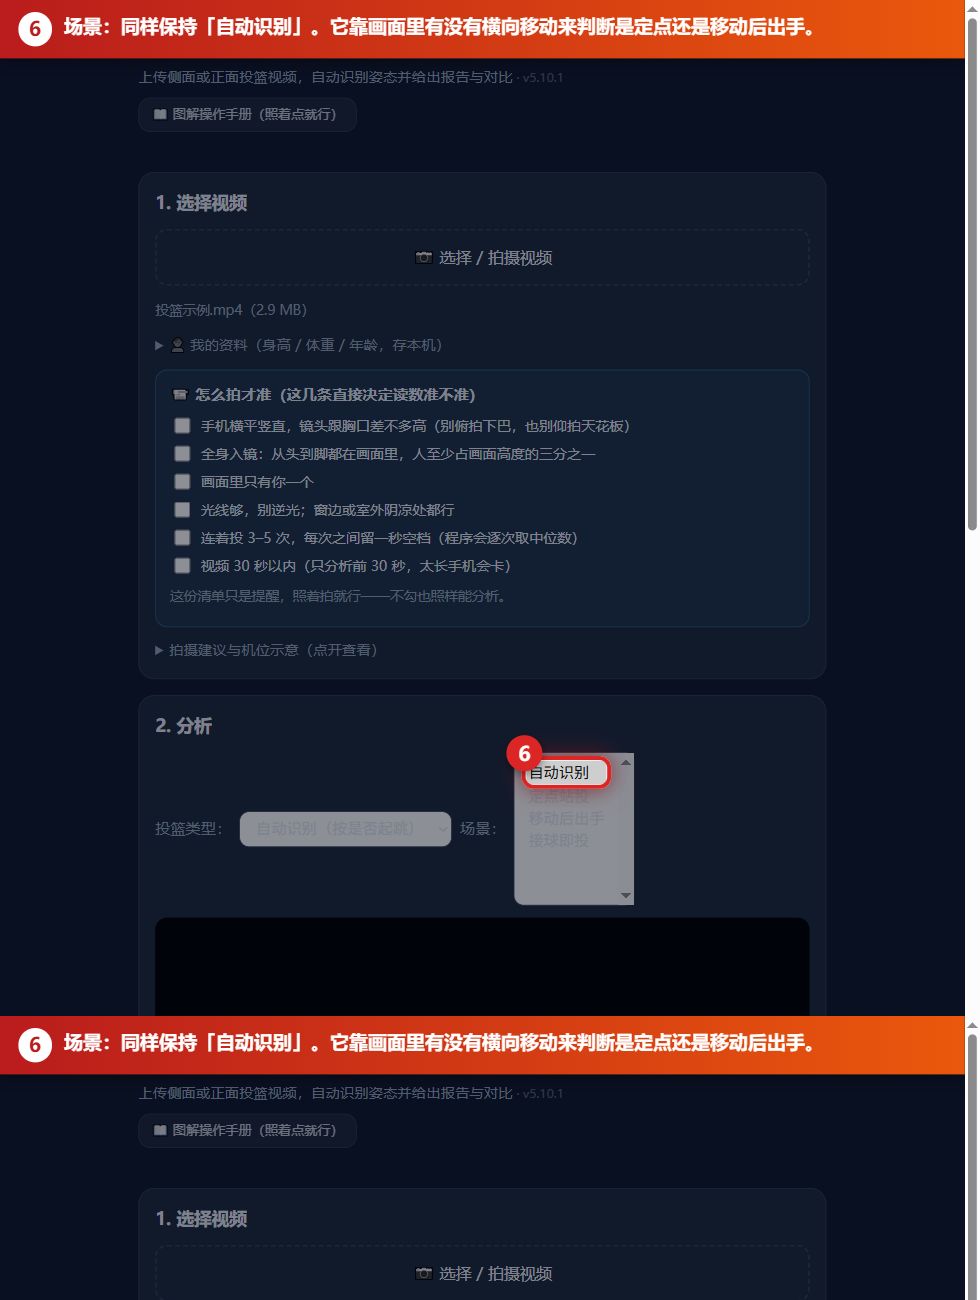 6 场景：同样保持「自动识别」。它靠画面里有没有横向移动来判断是定点还是移动后出手。
上传侧面或正面投篮视频，自动识别姿态并给出报告与对比 · v5.10.1
图解操作手册（照着点就行）
1. 选择视频
选择 / 拍摄视频
投篮示例.mp4（2.9 MB）
▶ 我的资料（身高 / 体重 / 年龄，存本机）
怎么拍才准（这几条直接决定读数准不准）
手机横平竖直，镜头跟胸口差不多高（别俯拍下巴，也别仰拍天花板）
全身入镜：从头到脚都在画面里，人至少占画面高度的三分之一
画面里只有你一个
光线够，别逆光；窗边或室外阴凉处都行
连着投 3–5 次，每次之间留一秒空档（程序会逐次取中位数）
视频 30 秒以内（只分析前 30 秒，太长手机会卡）
这份清单只是提醒，照着拍就行——不勾也照样能分析。
▶ 拍摄建议与机位示意（点开查看）
2. 分析
6
自动识别
定点站投
移动后出手
接球即投
投篮类型： 自动识别（按是否起跳） 场景：
6 场景：同样保持「自动识别」。它靠画面里有没有横向移动来判断是定点还是移动后出手。
上传侧面或正面投篮视频，自动识别姿态并给出报告与对比 · v5.10.1
图解操作手册（照着点就行）
1. 选择视频
选择 / 拍摄视频